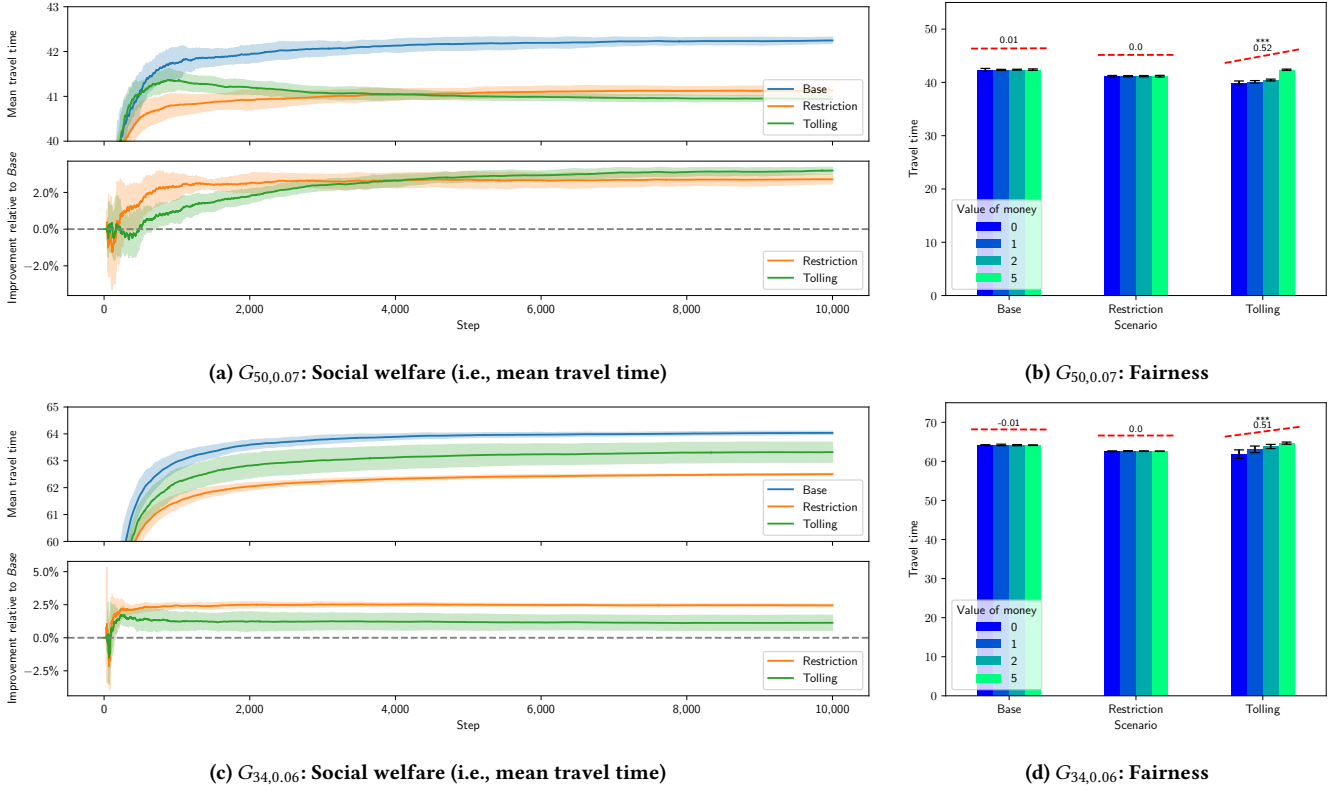 43
42
41
40
Mean travel time
Base
Restriction
Tolling
2.0%
0.0%
−2.0%
Improvement relative to Base
Restriction
Tolling
0
2,000
4,000
6,000
8,000
10,000
Step
(a) G50,0.07: Social welfare (i.e., mean travel time)
50
40
30
20
10
0
Travel time
0.01
0.0
***
0.52
Value of money
0
1
2
5
Base
Restriction
Tolling
Scenario
(b) G50,0.07: Fairness
65
64
63
62
61
60
Mean travel time
Base
Restriction
Tolling
5.0%
2.5%
0.0%
−2.5%
Improvement relative to Base
Restriction
Tolling
0
2,000
4,000
6,000
8,000
10,000
Step
(c) G34,0.06: Social welfare (i.e., mean travel time)
70
60
50
40
30
20
10
0
Travel time
-0.01
0.0
***
0.51
Value of money
0
1
2
5
Base
Restriction
Tolling
Scenario
(d) G34,0.06: Fairness